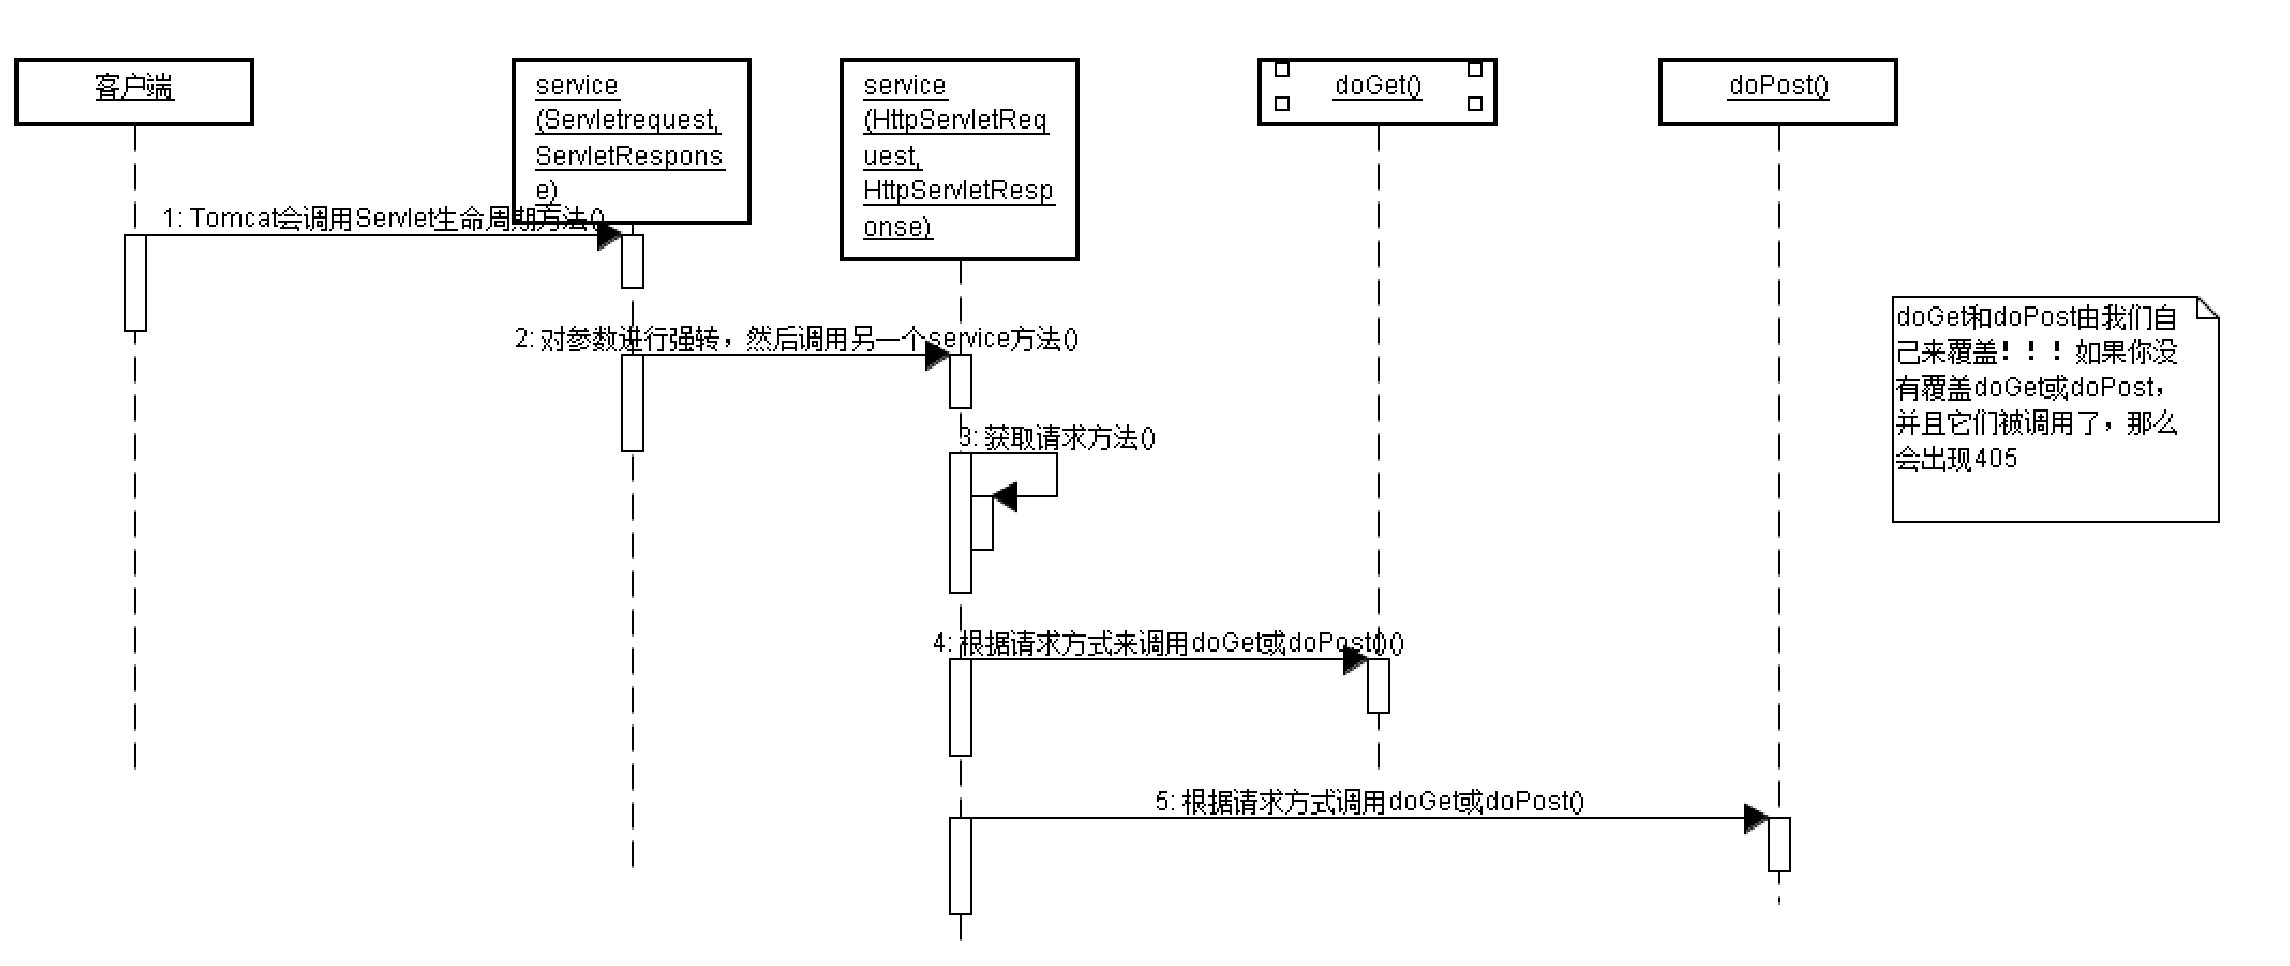 客户端
service
(Servletrequest,
ServletRespons
e)
service
(HttpServletReq
uest,
HttpServletResp
onse)
doGet()
doPost()
1: Tomcat会调用Servlet生命周期方法()
2: 对参数进行强转，然后调用另一个service方法()
3: 获取请求方法()
4: 根据请求方式来调用doGet或doPost()()
5: 根据请求方式调用doGet或doPost()
doGet和doPost由我们自
己来覆盖！！！如果你没
有覆盖doGet或doPost，
并且它们被调用了，那么
会出现405